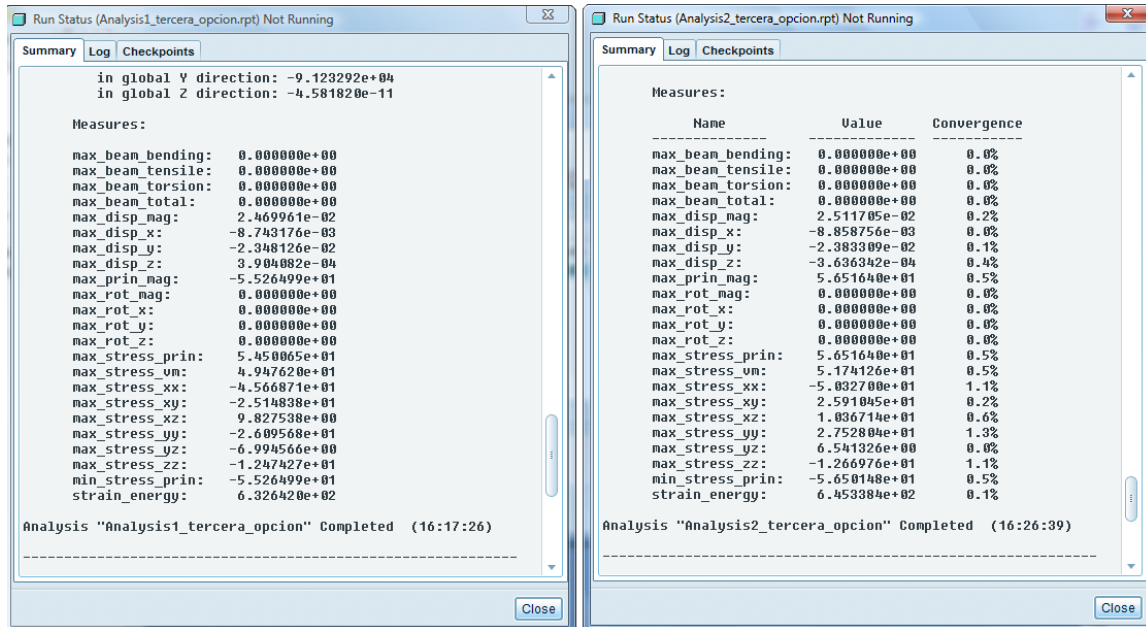 Run Status (Analysis1_tercera_opcion.rpt) Not Running
Summary Log Checkpoints
in global Y direction: -9.123292e+04
in global Z direction: -4.581820e-11
Measures:
max_beam_bending: 0.000000e+00
max_beam_tensile: 0.000000e+00
max_beam_torsion: 0.000000e+00
max_beam_total: 0.000000e+00
max_disp_mag: 2.469961e-02
max_disp_x: -8.743176e-03
max_disp_y: -2.348126e-02
max_disp_z: 3.904082e-04
max_prin_mag: -5.526499e+01
max_rot_mag: 0.000000e+00
max_rot_x: 0.000000e+00
max_rot_y: 0.000000e+00
max_rot_z: 0.000000e+00
max_stress_prin: 5.450065e+01
max_stress_vm: 4.947620e+01
max_stress_xx: -4.566871e+01
max_stress_xy: -2.514838e+01
max_stress_xz: 9.827538e+00
max_stress_yy: -2.609568e+01
max_stress_yz: -6.994566e+00
max_stress_zz: -1.247427e+01
min_stress_prin: -5.526499e+01
strain_energy: 6.326420e+02
Analysis "Analysis1_tercera_opcion" Completed (16:17:26)
Close
Run Status (Analysis2_tercera_opcion.rpt) Not Running
Summary Log Checkpoints
Measures:
Name Value Convergence
max_beam_bending: 0.000000e+00 0.0%
max_beam_tensile: 0.000000e+00 0.0%
max_beam_torsion: 0.000000e+00 0.0%
max_beam_total: 0.000000e+00 0.0%
max_disp_mag: 2.511705e-02 0.2%
max_disp_x: -8.858756e-03 0.0%
max_disp_y: -2.383309e-02 0.1%
max_disp_z: -3.636342e-04 0.4%
max_prin_mag: 5.651640e+01 0.5%
max_rot_mag: 0.000000e+00 0.0%
max_rot_x: 0.000000e+00 0.0%
max_rot_y: 0.000000e+00 0.0%
max_rot_z: 0.000000e+00 0.0%
max_stress_prin: 5.651640e+01 0.5%
max_stress_vm: 5.174126e+01 0.5%
max_stress_xx: -5.032700e+01 1.1%
max_stress_xy: 2.591045e+01 0.2%
max_stress_xz: 1.036714e+01 0.6%
max_stress_yy: 2.752804e+01 1.3%
max_stress_yz: 6.541326e+00 0.0%
max_stress_zz: -1.266976e+01 1.1%
min_stress_prin: -5.650148e+01 0.5%
strain_energy: 6.453384e+02 0.1%
Analysis "Analysis2_tercera_opcion" Completed (16:26:39)
Close